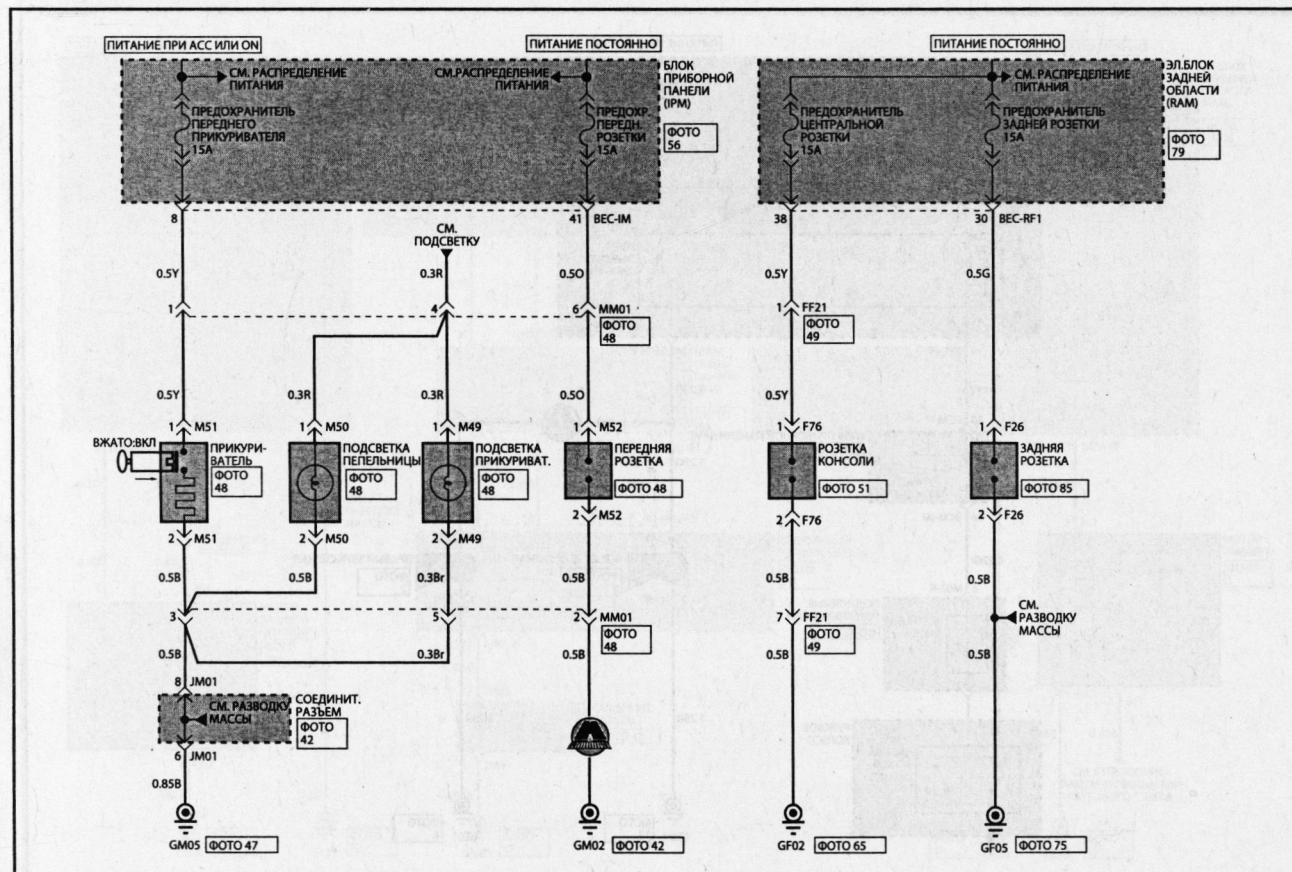 ПИТАНИЕ ПРИ АСС ИЛИ ON
ПИТАНИЕ ПОСТОЯННО
ПИТАНИЕ ПОСТОЯННО
СМ. РАСПРЕДЕЛЕНИЕ
ПИТАНИЯ
СМ.РАСПРЕДЕЛЕНИЕ
ПИТАНИЯ
БЛОК
ПРИБОРНОЙ
ПАНЕЛИ
(IPM)
ФОТО
56
СМ. РАСПРЕДЕЛЕНИЕ
ПИТАНИЯ
ЭЛ.БЛОК
ЗАДНЕЙ
ОБЛАСТИ
(RAM)
ФОТО
79
ПРЕДОХРАНИТЕЛЬ
ПЕРЕДНЕГО
ПРИКУРИВАТЕЛЯ
15А
ПРЕДОХР.
ПЕРЕДН.
РОЗЕТКИ
15А
ПРЕДОХРАНИТЕЛЬ
ЦЕНТРАЛЬНОЙ
РОЗЕТКИ
15А
ПРЕДОХРАНИТЕЛЬ
ЗАДНЕЙ РОЗЕТКИ
15А
8
41 BEC-IM
38
30 BEC-RF1
СМ.
ПОДСВЕТКУ
0.5Y
0.3R
0.5O
0.5Y
0.5G
1
4
6 MM01
ФОТО
48
1 FF21
ФОТО
49
0.5Y
0.3R
0.3R
0.5O
0.5Y
1 M51
1 M50
1 M49
1 M52
1 F76
1 F26
ВЖАТО:ВКЛ
ПРИКУРИ-
ВАТЕЛЬ
ФОТО
48
ПОДСВЕТКА
ПЕПЕЛЬНИЦЫ
ФОТО
48
ПОДСВЕТКА
ПРИКУРИВАТ.
ФОТО
48
ПЕРЕДНЯЯ
РОЗЕТКА
ФОТО 48
РОЗЕТКА
КОНСОЛИ
ФОТО 51
ЗАДНЯЯ
РОЗЕТКА
ФОТО 85
2 M51
2 M50
2 M49
2 M52
2 F76
2 F26
0.5B
0.5B
0.3Br
0.5B
0.5B
0.5B
3
5
2 MM01
ФОТО
48
7 FF21
ФОТО
49
СМ.
РАЗВОДКУ
МАССЫ
0.5B
0.3Br
0.5B
0.5B
0.5B
8 JM01
СМ. РАЗВОДКУ
МАССЫ
СОЕДИНИТ.
РАЗЪЕМ
ФОТО
42
6 JM01
0.85B
GM05 ФОТО 47
GM02 ФОТО 42
GF02 ФОТО 65
GF05 ФОТО 75